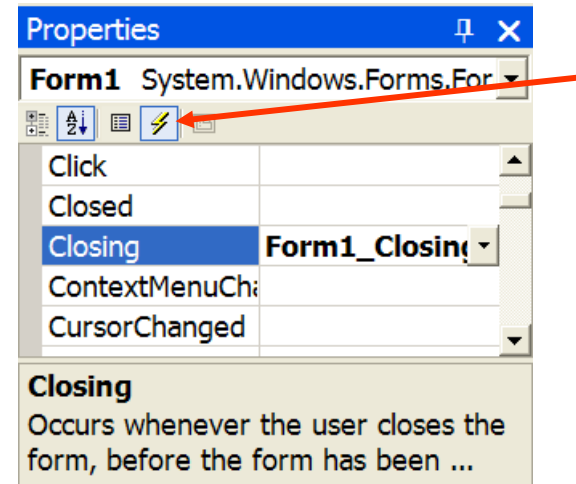 Properties
Form1 System.Windows.Forms.For
Click
Closed
Closing Form1_Closing
ContextMenuCha
CursorChanged
Closing
Occurs whenever the user closes the
form, before the form has been ...